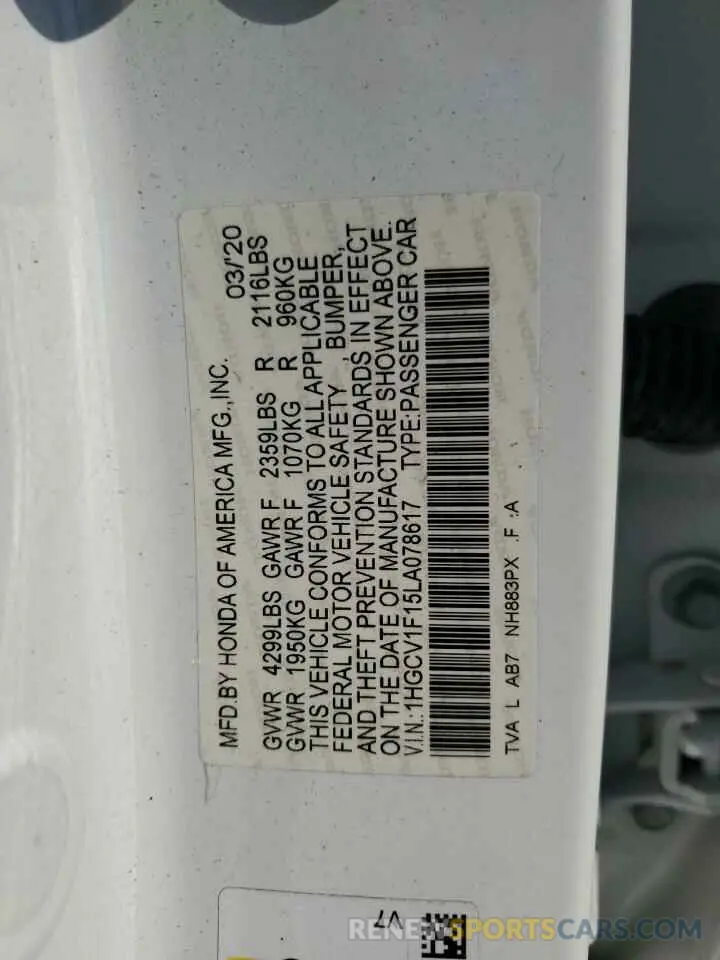 MFD.BY HONDA OF AMERICA MFG.,INC. 03/'20
GVWR 4299LBS GAWR F 2359LBS R 2116LBS
GVWR 1950KG GAWR F 1070KG R 960KG
THIS VEHICLE CONFORMS TO ALL APPLICABLE
FEDERAL MOTOR VEHICLE SAFETY , BUMPER,
AND THEFT PREVENTION STANDARDS IN EFFECT
ON THE DATE OF MANUFACTURE SHOWN ABOVE.
V.I.N.:1HGCV1F15LA078617 TYPE:PASSENGER CAR
TVA L AB7 NH883PX .F :A
V7
RENEWSPORTSCARS.COM